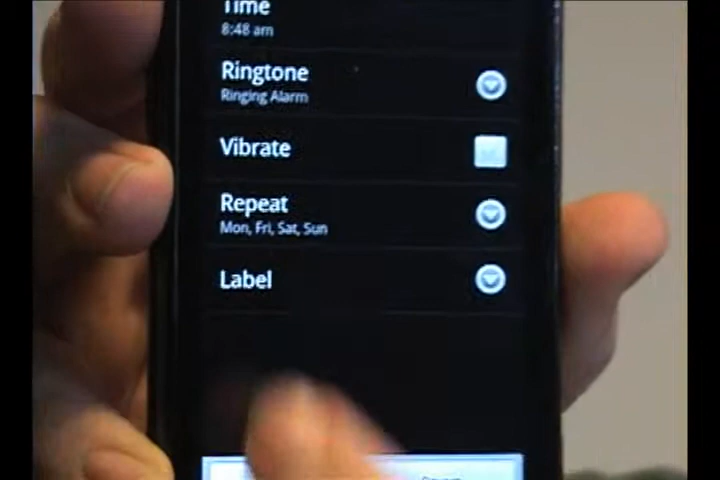 Time
8:48 am
Ringtone
Ringing Alarm
Vibrate
Repeat
Mon, Fri, Sat, Sun
Label